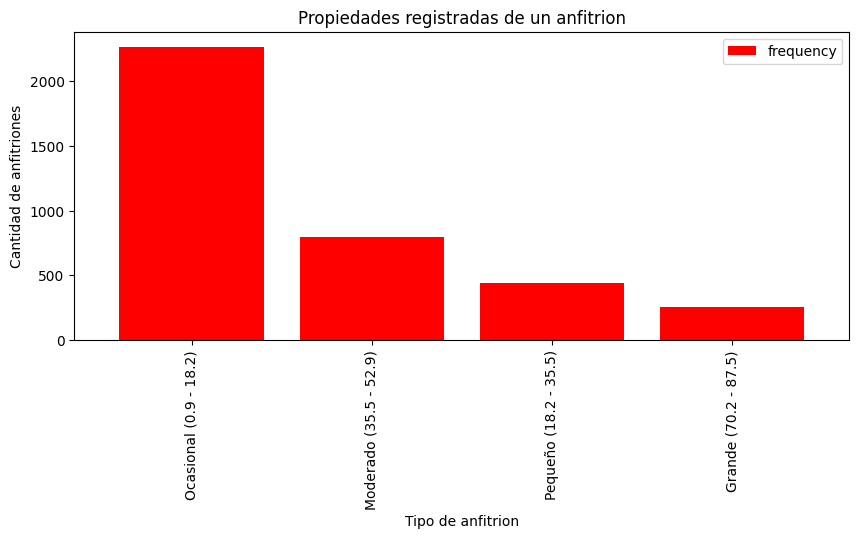 Propiedades registradas de un anfitrion
frequency
Cantidad de anfitriones
2000
1500
1000
500
0
Ocasional (0.9 - 18.2)
Moderado (35.5 - 52.9)
Pequeño (18.2 - 35.5)
Grande (70.2 - 87.5)
Tipo de anfitrion